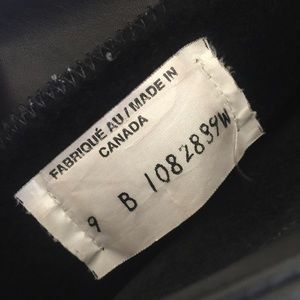 FABRIQUÉ AU / MADE IN
CANADA
9 B 1082839W